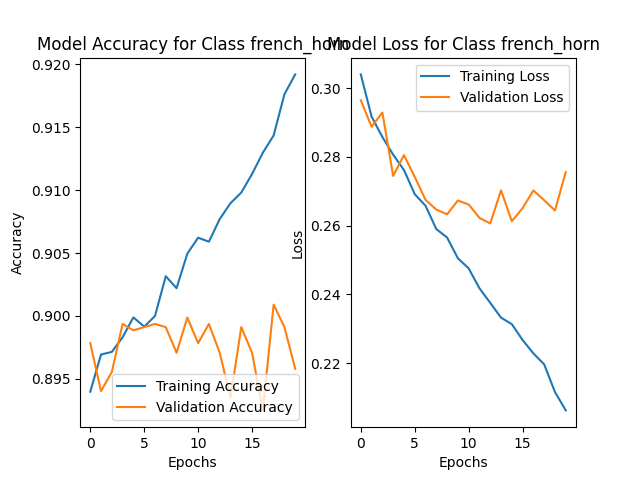 Model Accuracy for Class french_horn
Model Loss for Class french_horn
0.920
0.915
0.910
0.905
0.900
0.895
Accuracy
0 5 10 15
Epochs
Training Accuracy
Validation Accuracy
0.30
0.28
0.26
0.24
0.22
Loss
0 5 10 15
Epochs
Training Loss
Validation Loss